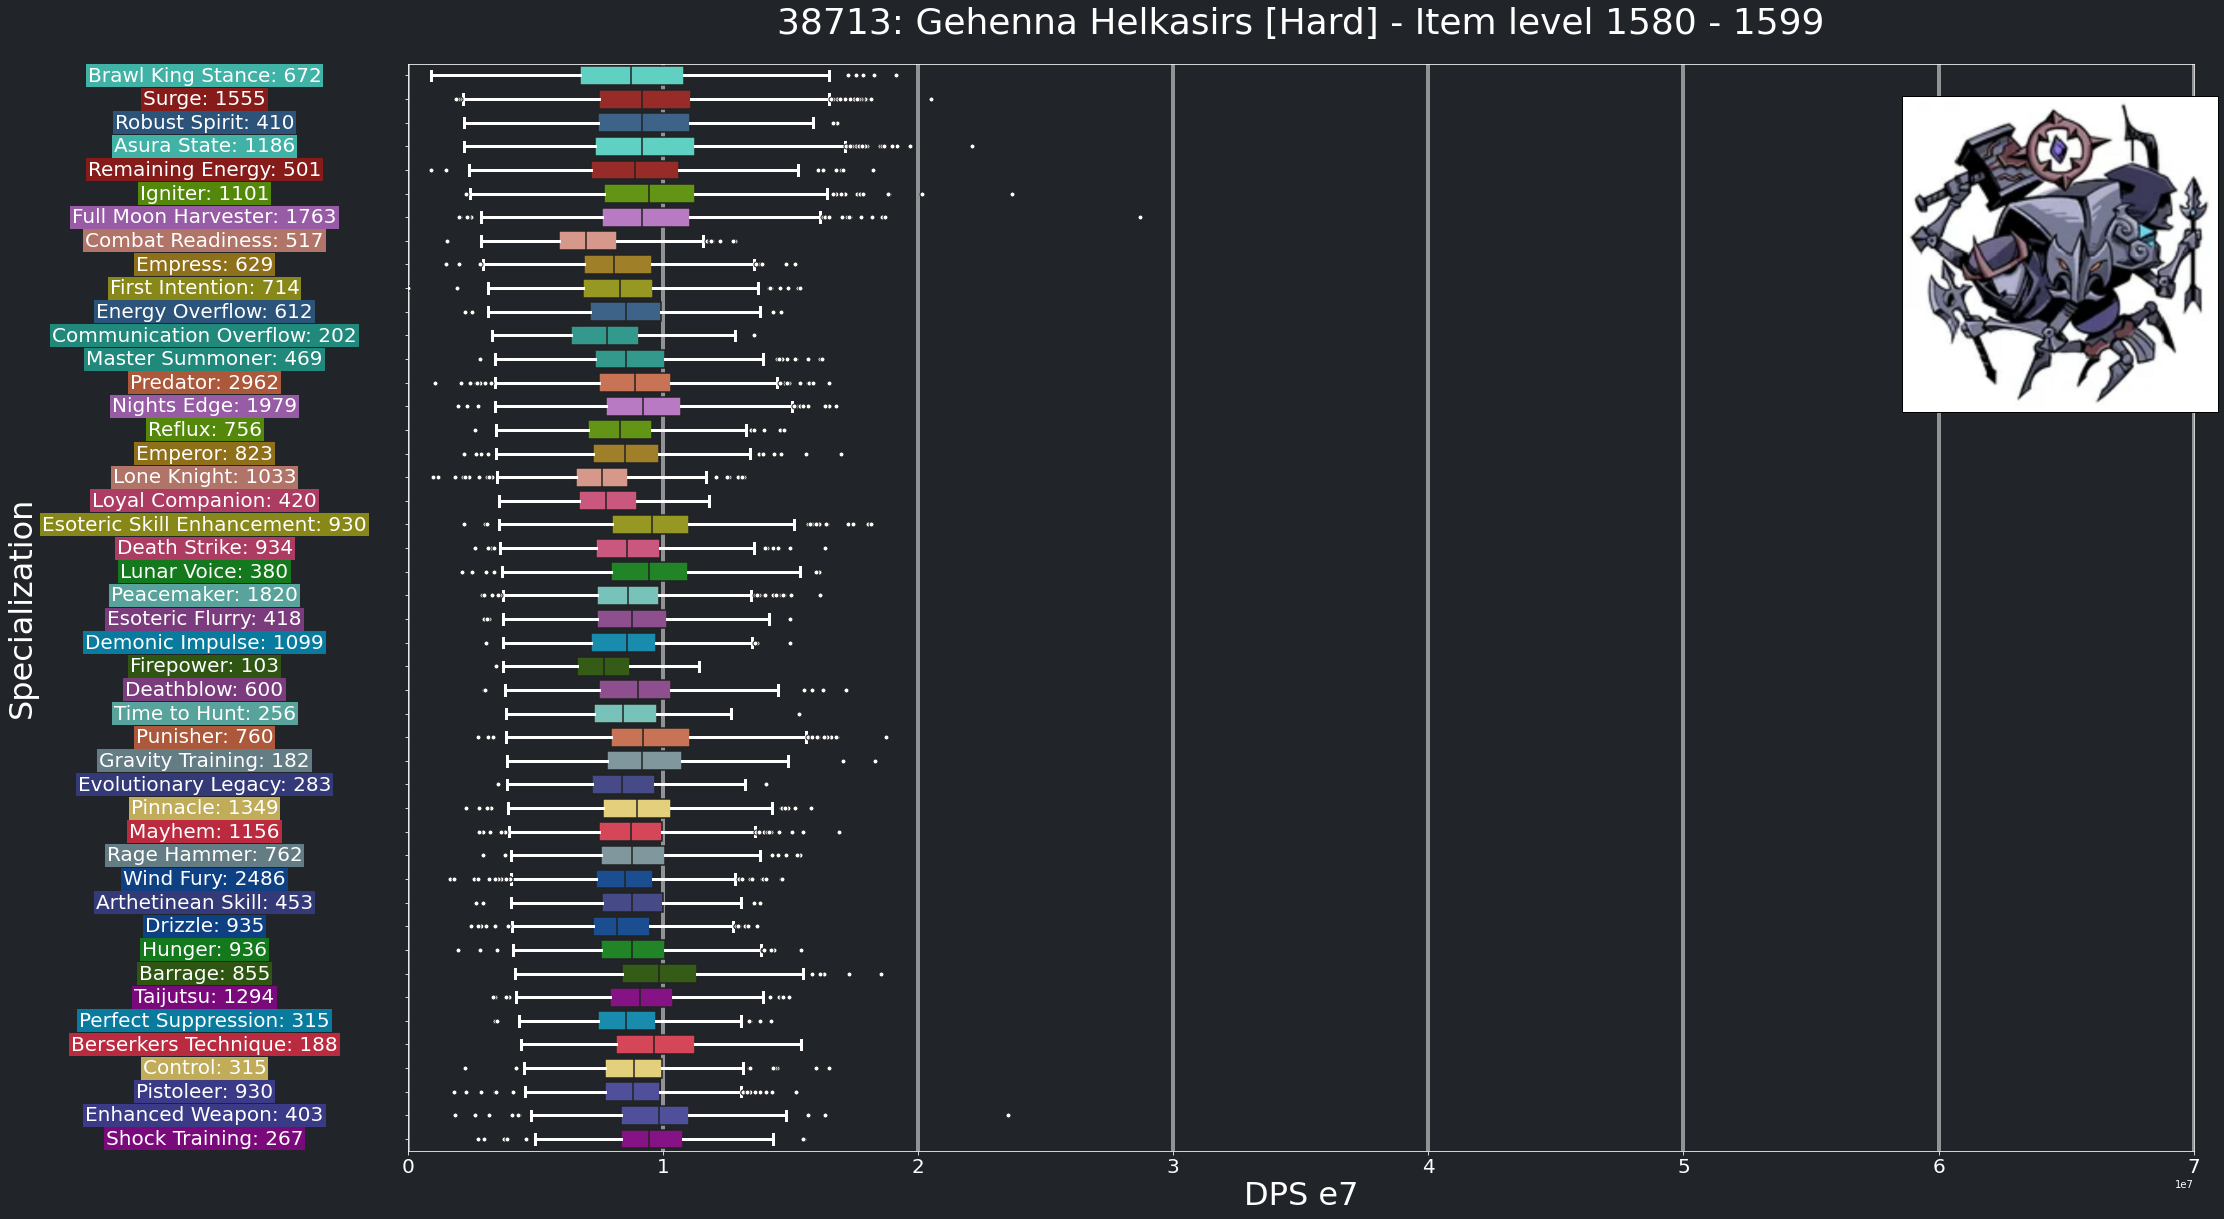 38713: Gehenna Helkasirs [Hard] - Item level 1580 - 1599
Specialization
Brawl King Stance: 672
Surge: 1555
Robust Spirit: 410
Asura State: 1186
Remaining Energy: 501
Igniter: 1101
Full Moon Harvester: 1763
Combat Readiness: 517
Empress: 629
First Intention: 714
Energy Overflow: 612
Communication Overflow: 202
Master Summoner: 469
Predator: 2962
Nights Edge: 1979
Reflux: 756
Emperor: 823
Lone Knight: 1033
Loyal Companion: 420
Esoteric Skill Enhancement: 930
Death Strike: 934
Lunar Voice: 380
Peacemaker: 1820
Esoteric Flurry: 418
Demonic Impulse: 1099
Firepower: 103
Deathblow: 600
Time to Hunt: 256
Punisher: 760
Gravity Training: 182
Evolutionary Legacy: 283
Pinnacle: 1349
Mayhem: 1156
Rage Hammer: 762
Wind Fury: 2486
Arthetinean Skill: 453
Drizzle: 935
Hunger: 936
Barrage: 855
Taijutsu: 1294
Perfect Suppression: 315
Berserkers Technique: 188
Control: 315
Pistoleer: 930
Enhanced Weapon: 403
Shock Training: 267
0 1 2 3 4 5 6 7
1e7
DPS e7